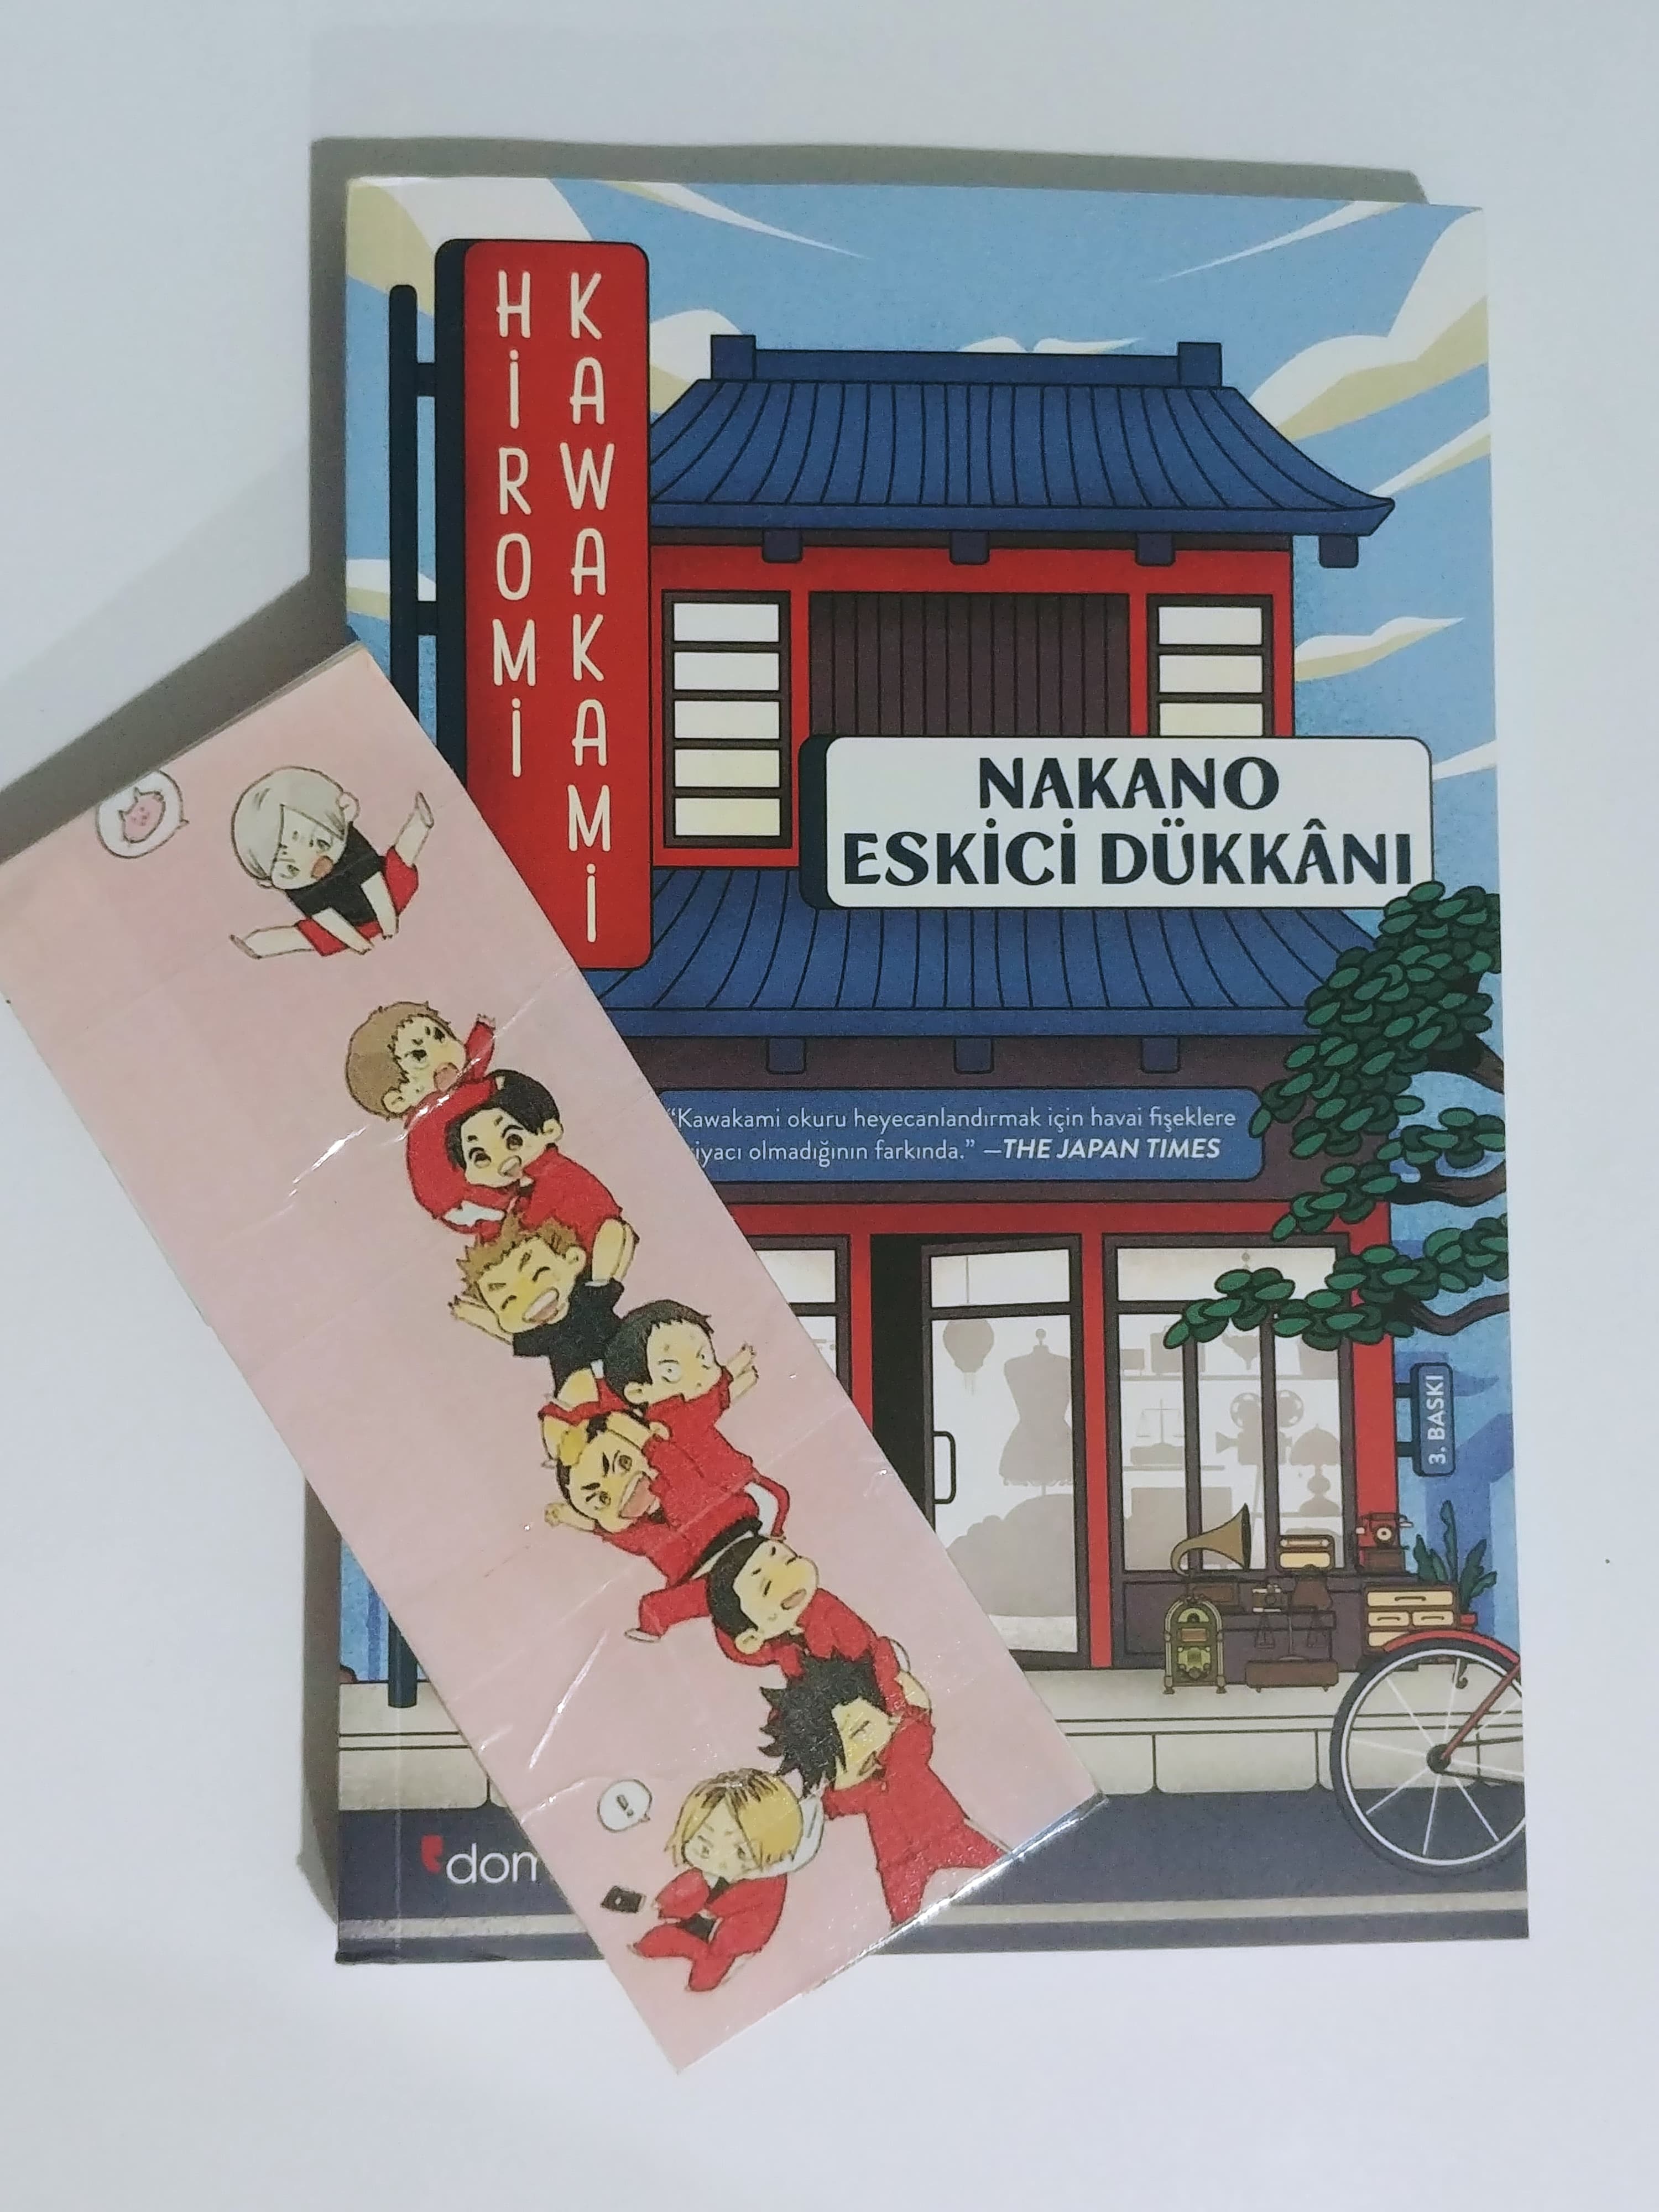 HİROMİ
KAWAKAMİ
NAKANO
ESKİCİ DÜKKÂNI
“Kawakami okuru heyecanlandırmak için havai fişeklere
olmadığının farkında.” —THE JAPAN TIMES
3. BASKI
!